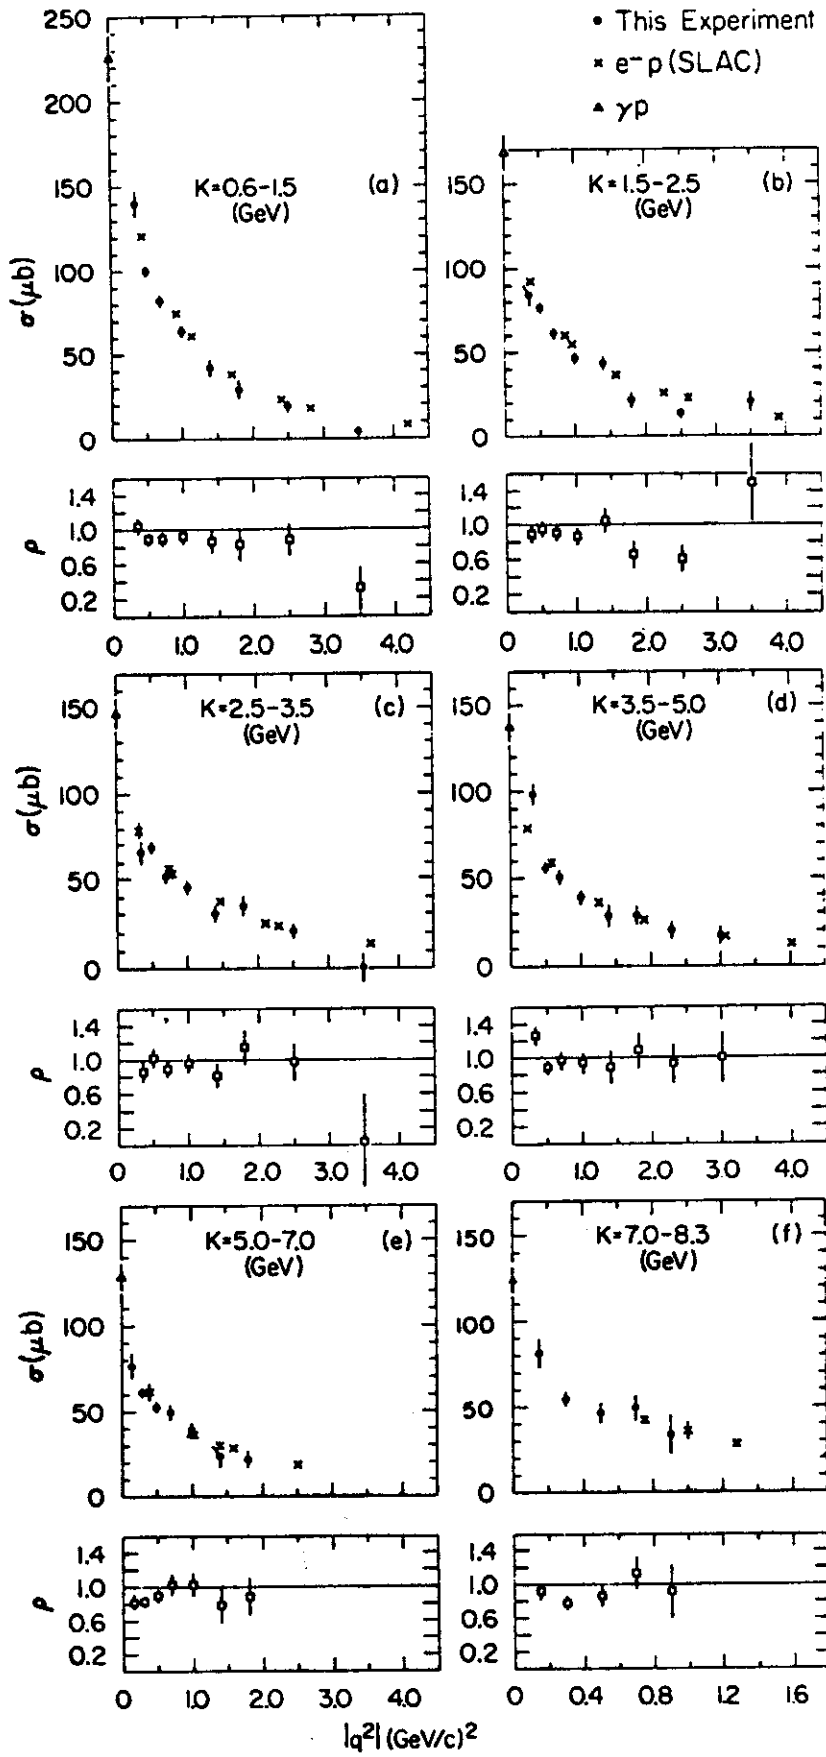 • This Experiment
× e⁻p (SLAC)
▲ γp
250
200
150
100
50
0
σ(μb)
K=0.6-1.5 (a)
(GeV)
150
100
50
0
K=1.5-2.5 (b)
(GeV)
1.4
1.0
0.6
0.2
ρ
0 1.0 2.0 3.0 4.0
1.4
1.0
0.6
0.2
0 1.0 2.0 3.0 4.0
150
100
50
0
σ(μb)
K=2.5-3.5 (c)
(GeV)
150
100
50
0
K=3.5-5.0 (d)
(GeV)
1.4
1.0
0.6
0.2
ρ
0 1.0 2.0 3.0 4.0
1.4
1.0
0.6
0.2
0 1.0 2.0 3.0 4.0
150
100
50
0
σ(μb)
K=5.0-7.0 (e)
(GeV)
150
100
50
0
K=7.0-8.3 (f)
(GeV)
1.4
1.0
0.6
0.2
ρ
0 1.0 2.0 3.0 4.0
1.4
1.0
0.6
0.2
0 0.4 0.8 1.2 1.6
|q²| (GeV/c)²